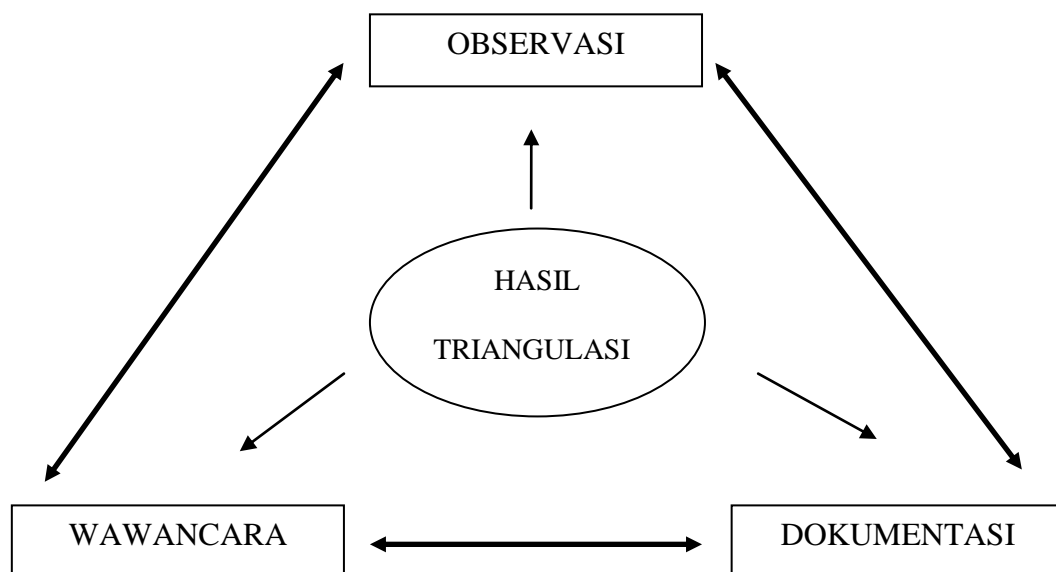 OBSERVASI
HASIL
TRIANGULASI
WAWANCARA
DOKUMENTASI